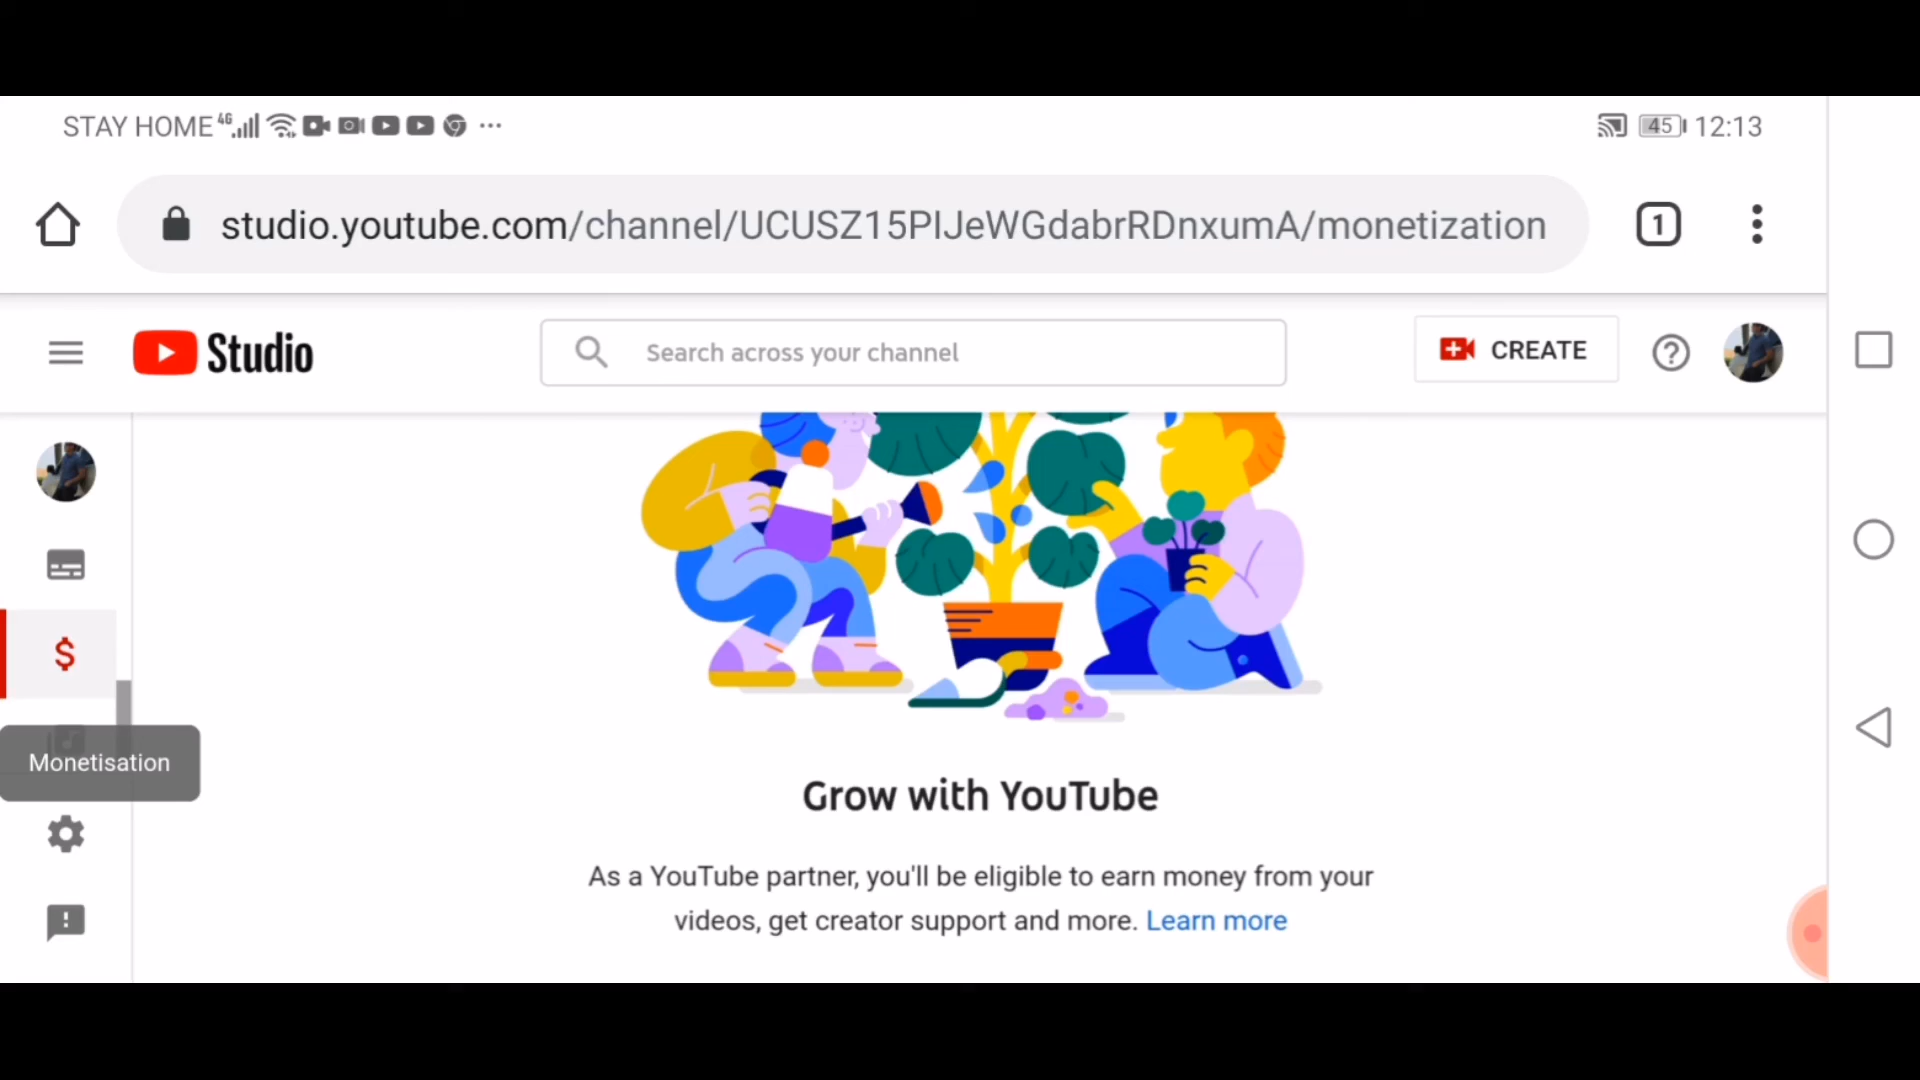 STAY HOME 4G 45 12:13
studio.youtube.com/channel/UCUSZ15PIJeWGdabrRDnxumA/monetization 1
Studio Search across your channel CREATE
$
Monetisation
Grow with YouTube
As a YouTube partner, you'll be eligible to earn money from your
videos, get creator support and more. Learn more